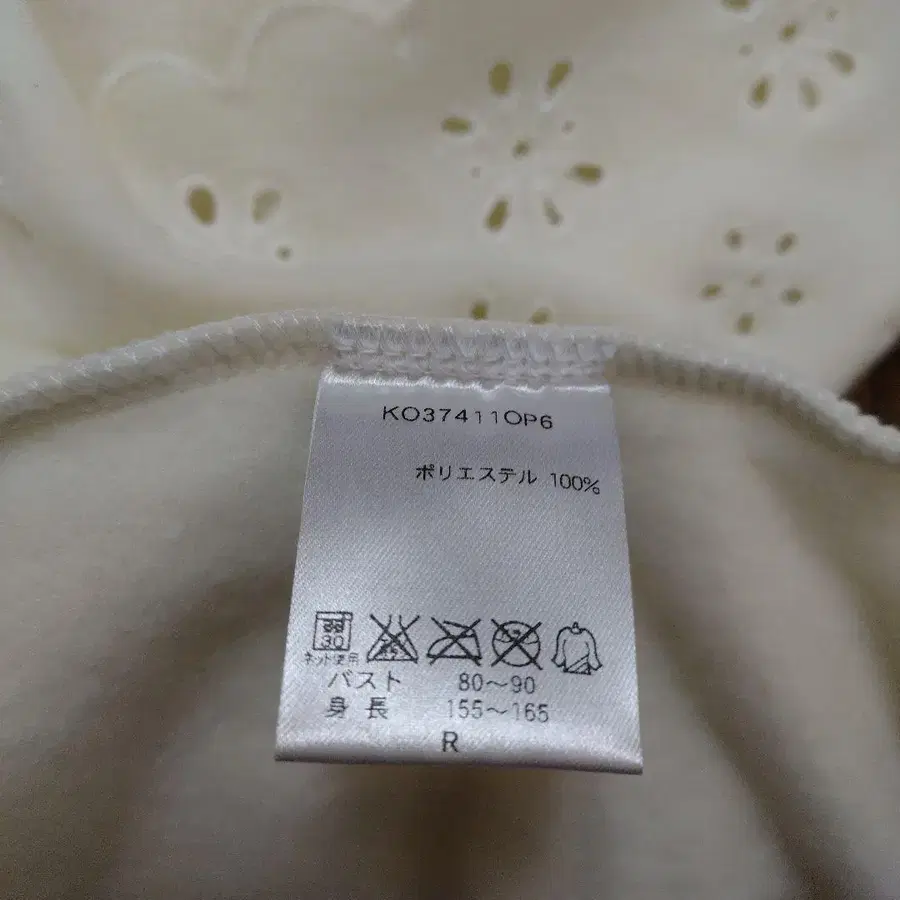 KO37411OP6
ポリエステル 100%
30
ネット使用
バスト 80〜90
身長 155〜165
R